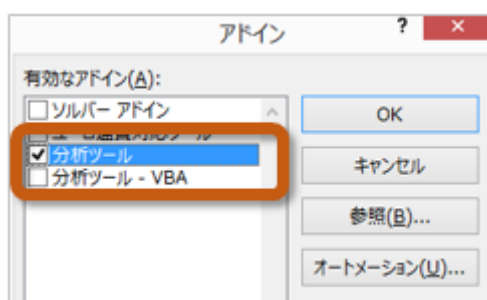 アドイン
? ×
有効なアドイン(A):
ソルバー アドイン
分析ツール
分析ツール - VBA
OK
キャンセル
参照(B)...
オートメーション(U)...